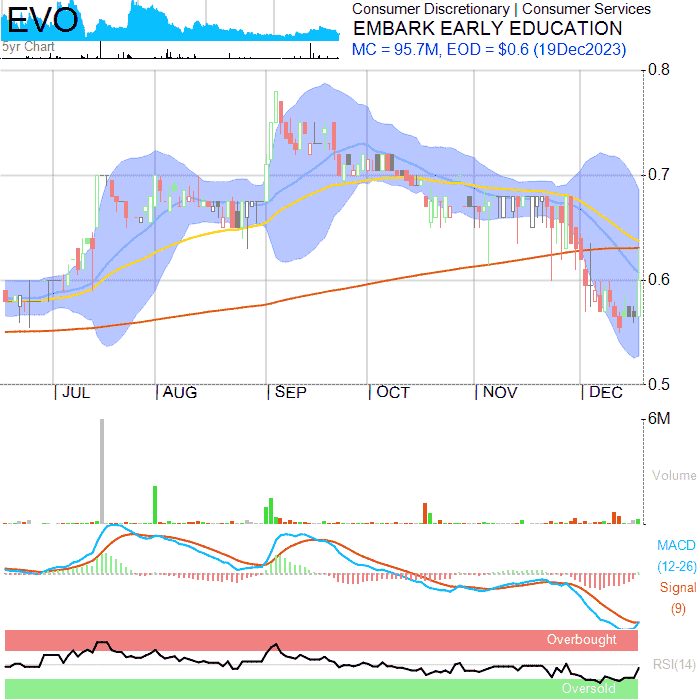 EVO
5yr Chart
Consumer Discretionary | Consumer Services
EMBARK EARLY EDUCATION
MC = 95.7M, EOD = $0.6 (19Dec2023)
0.8
0.7
0.6
0.5
JUL AUG SEP OCT NOV DEC
6M
Volume
MACD
(12-26)
Signal
(9)
Overbought
RSI(14)
Oversold